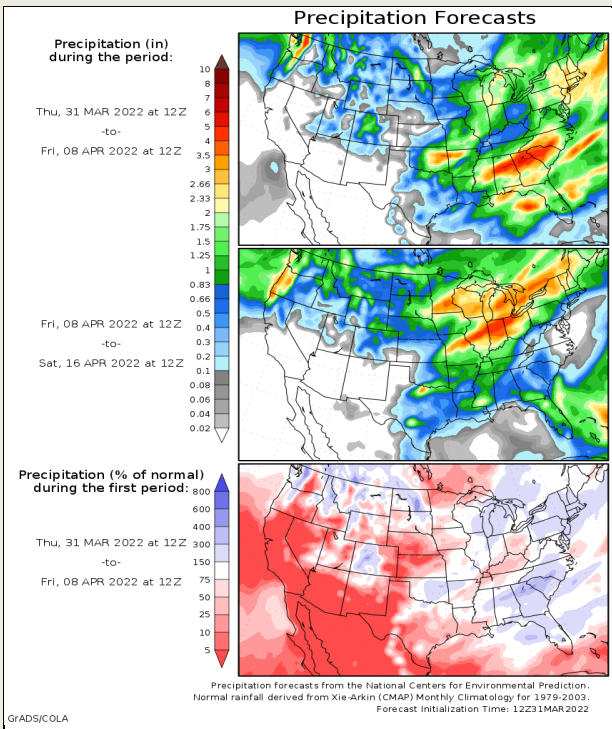 Precipitation Forecasts
Precipitation (in)
during the period:
Thu, 31 MAR 2022 at 12Z
-to-
Fri, 08 APR 2022 at 12Z
10
8
7
6
5
4
3.5
3
2.66
2.33
2
1.75
1.5
1.25
1
0.83
0.66
0.5
0.4
0.3
0.2
0.1
0.08
0.06
0.04
0.02
Fri, 08 APR 2022 at 12Z
-to-
Sat, 16 APR 2022 at 12Z
Precipitation (% of normal)
during the first period:
Thu, 31 MAR 2022 at 12Z
-to-
Fri, 08 APR 2022 at 12Z
800
600
400
300
150
75
50
25
10
5
Precipitation forecasts from the National Centers for Environmental Prediction.
Normal rainfall derived from Xie-Arkin (CMAP) Monthly Climatology for 1979-2003.
Forecast Initialization Time: 12Z31MAR2022
GrADS/COLA